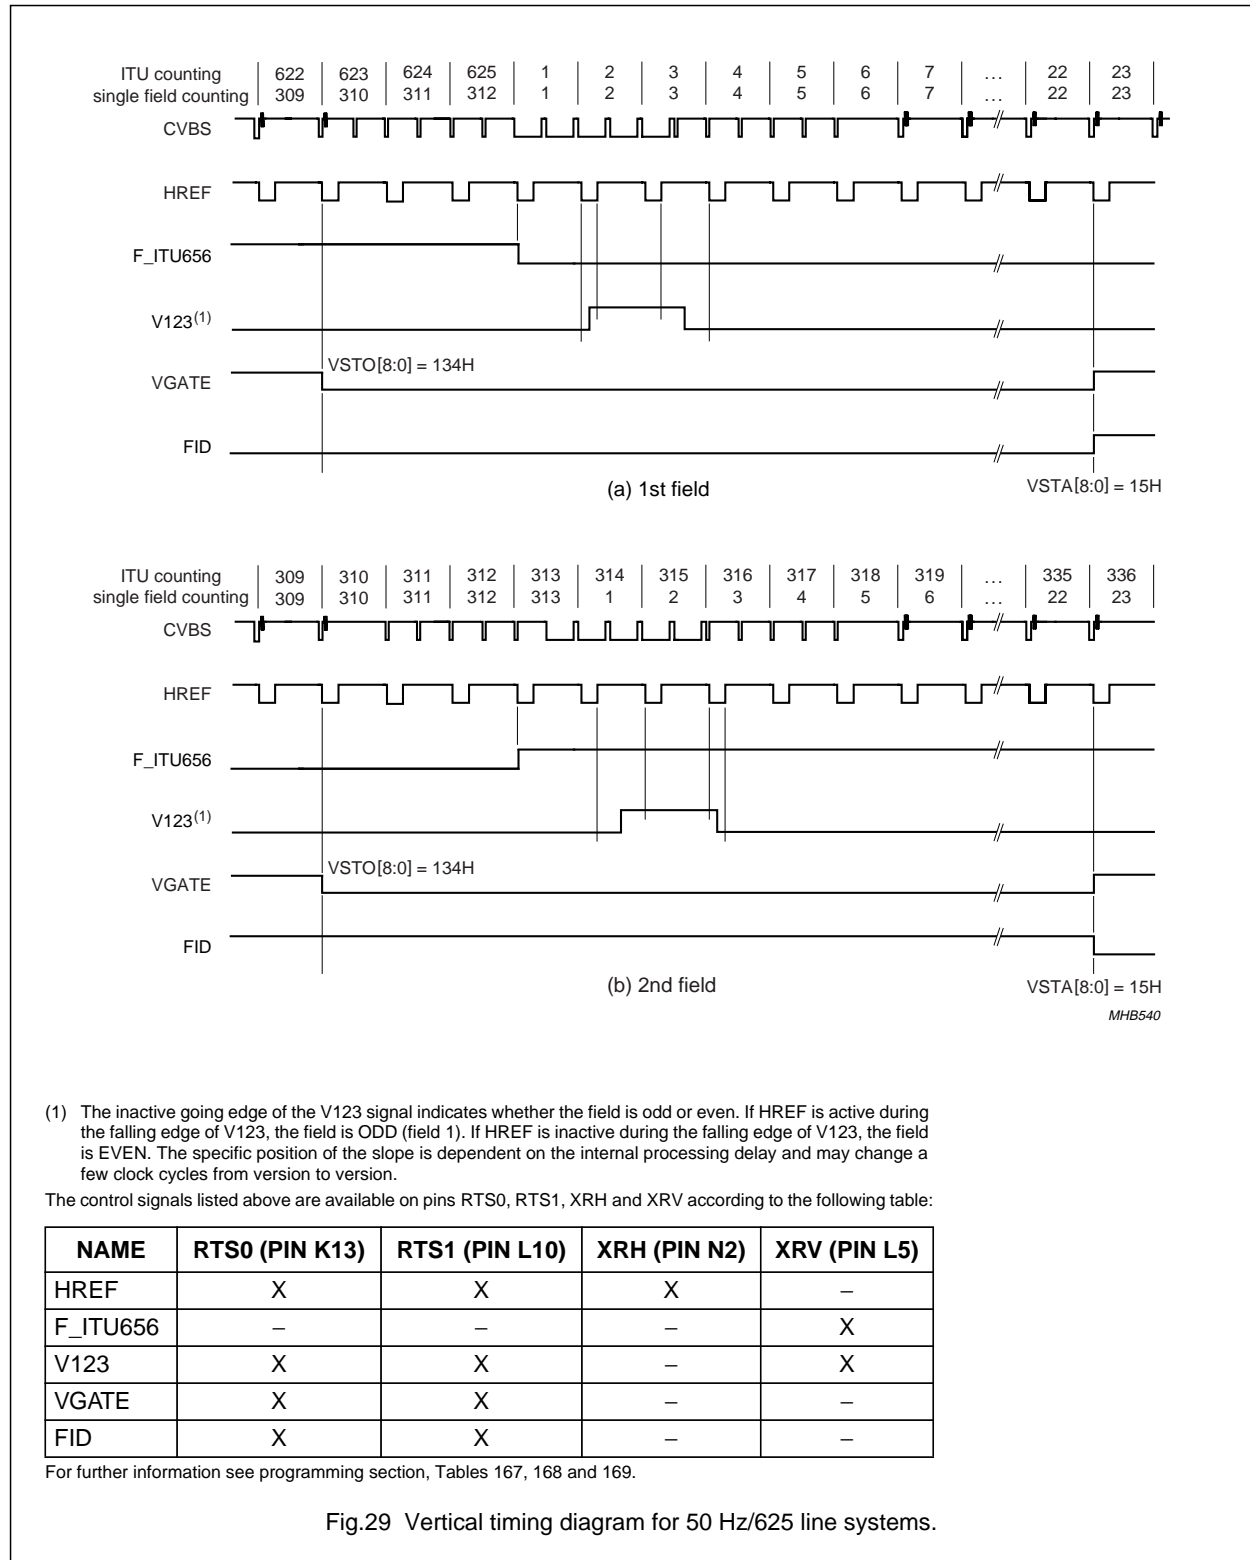 ITU counting 622 623 624 625 1 2 3 4 5 6 7 ... 22 23
single field counting 309 310 311 312 1 2 3 4 5 6 7 ... 22 23
CVBS
HREF
F_ITU656
V123(1)
VSTO[8:0] = 134H
VGATE
FID
(a) 1st field
VSTA[8:0] = 15H
ITU counting 309 310 311 312 313 314 315 316 317 318 319 ... 335 336
single field counting 309 310 311 312 313 1 2 3 4 5 6 ... 22 23
CVBS
HREF
F_ITU656
V123(1)
VSTO[8:0] = 134H
VGATE
FID
(b) 2nd field
VSTA[8:0] = 15H
MHB540
(1) The inactive going edge of the V123 signal indicates whether the field is odd or even. If HREF is active during
the falling edge of V123, the field is ODD (field 1). If HREF is inactive during the falling edge of V123, the field
is EVEN. The specific position of the slope is dependent on the internal processing delay and may change a
few clock cycles from version to version.
The control signals listed above are available on pins RTS0, RTS1, XRH and XRV according to the following table:
NAME RTS0 (PIN K13) RTS1 (PIN L10) XRH (PIN N2) XRV (PIN L5)
HREF X X X –
F_ITU656 – – – X
V123 X X – X
VGATE X X – –
FID X X – –
For further information see programming section, Tables 167, 168 and 169.
Fig.29 Vertical timing diagram for 50 Hz/625 line systems.